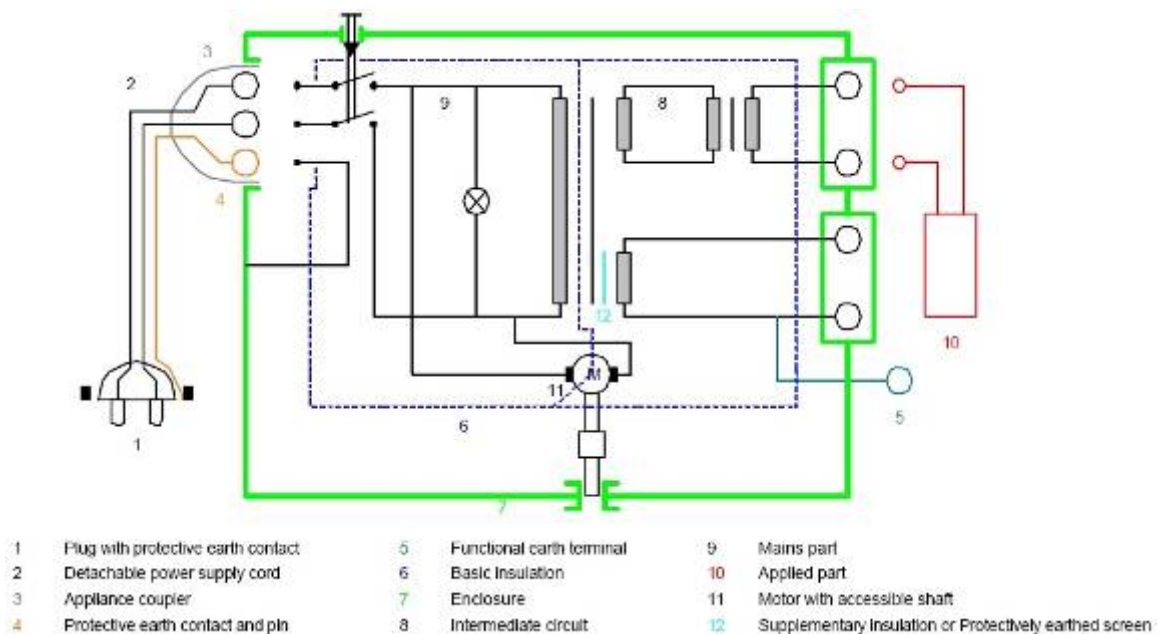 3
2
9
8
4
12
10
M
11
5
1
6
7
1 Plug with protective earth contact 5 Functional earth terminal 9 Mains part
2 Detachable power supply cord 6 Basic Insulation 10 Applied part
3 Appliance coupler 7 Enclosure 11 Motor with accessible shaft
4 Protective earth contact and pin 8 Intermediate circuit 12 Supplementary insulation or Protectively earthed screen